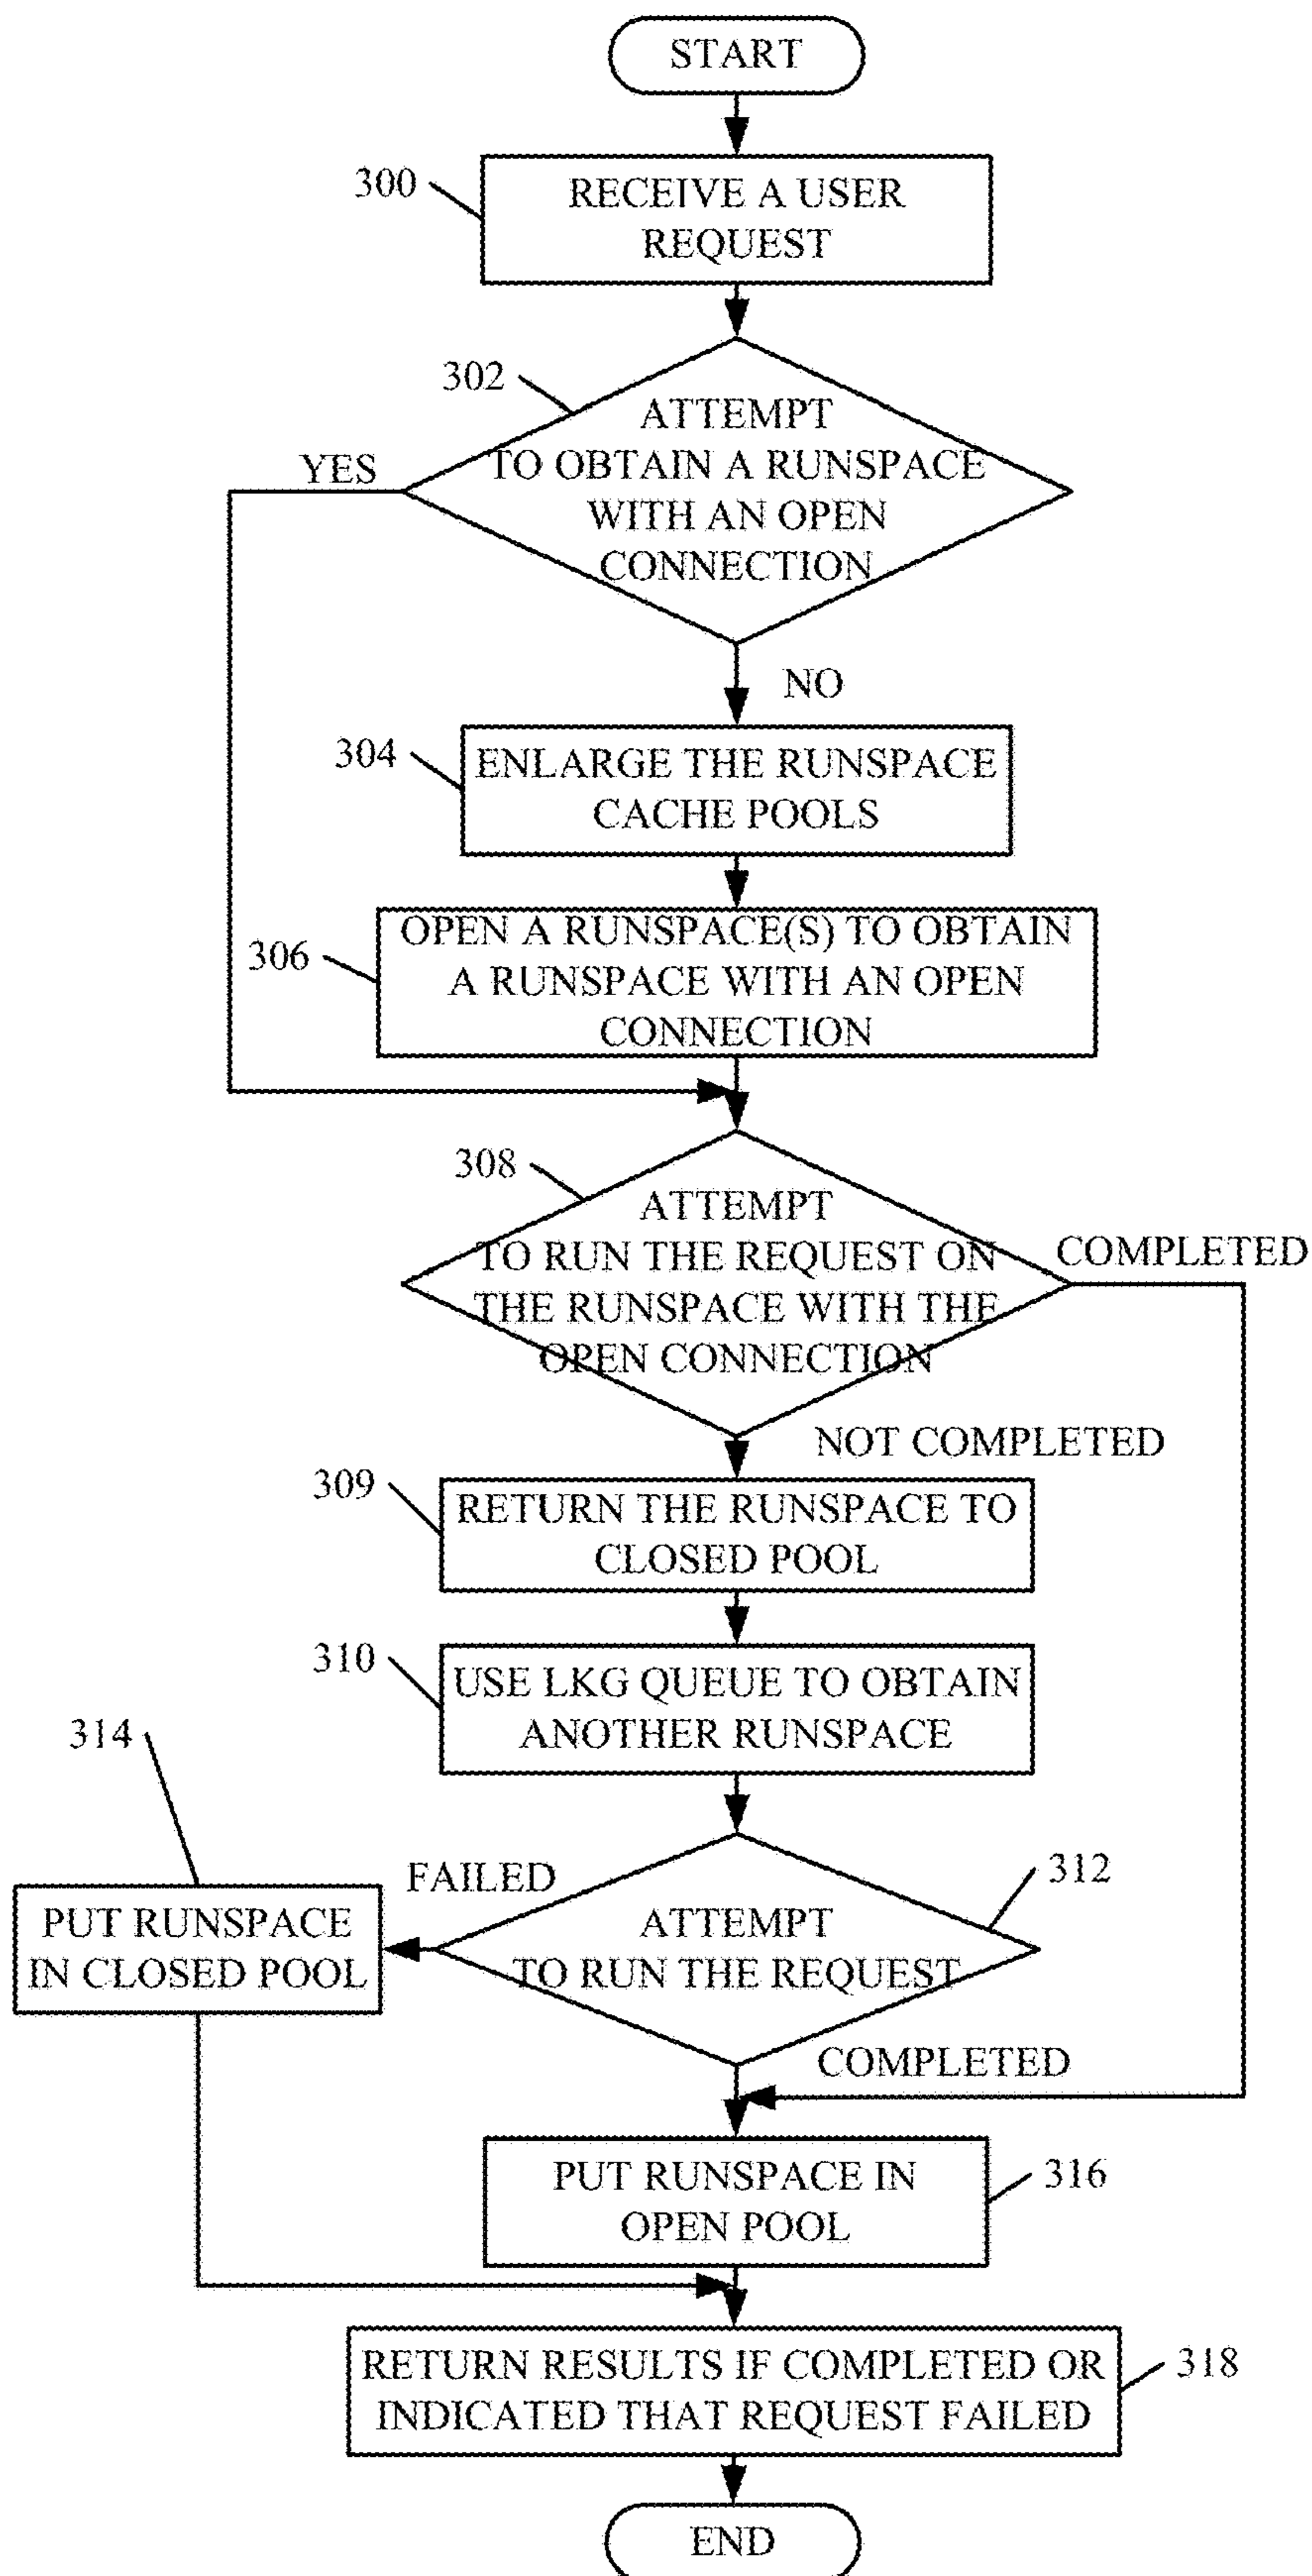 START
300
RECEIVE A USER
REQUEST
302
ATTEMPT
TO OBTAIN A RUNSPACE
WITH AN OPEN
CONNECTION
YES
NO
304
ENLARGE THE RUNSPACE
CACHE POOLS
306
OPEN A RUNSPACE(S) TO OBTAIN
A RUNSPACE WITH AN OPEN
CONNECTION
308
ATTEMPT
TO RUN THE REQUEST ON
THE RUNSPACE WITH THE
OPEN CONNECTION
COMPLETED
NOT COMPLETED
309
RETURN THE RUNSPACE TO
CLOSED POOL
310
USE LKG QUEUE TO OBTAIN
ANOTHER RUNSPACE
314
FAILED
312
PUT RUNSPACE
IN CLOSED POOL
ATTEMPT
TO RUN THE REQUEST
COMPLETED
PUT RUNSPACE IN
OPEN POOL
316
RETURN RESULTS IF COMPLETED OR
INDICATED THAT REQUEST FAILED
318
END